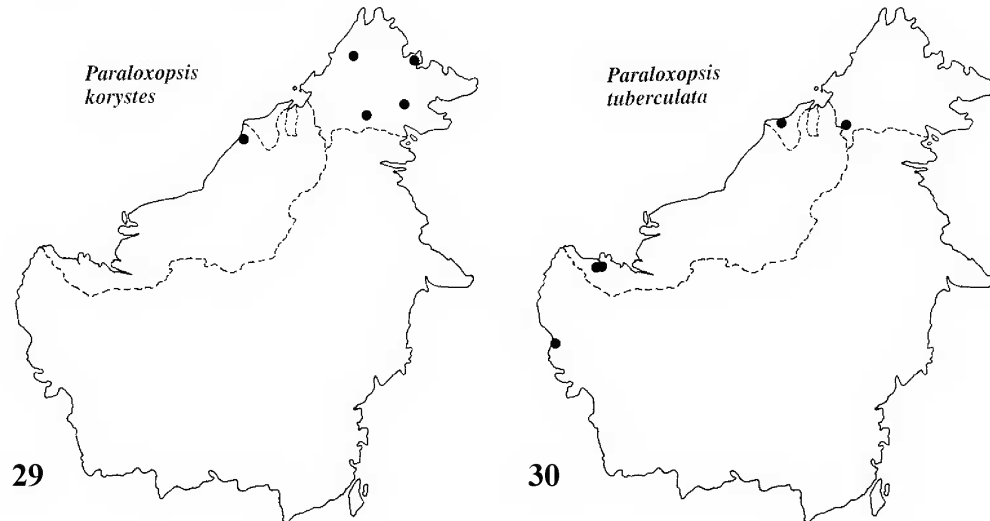 Paraloxopsis
korystes
29
Paraloxopsis
tuberculata
30